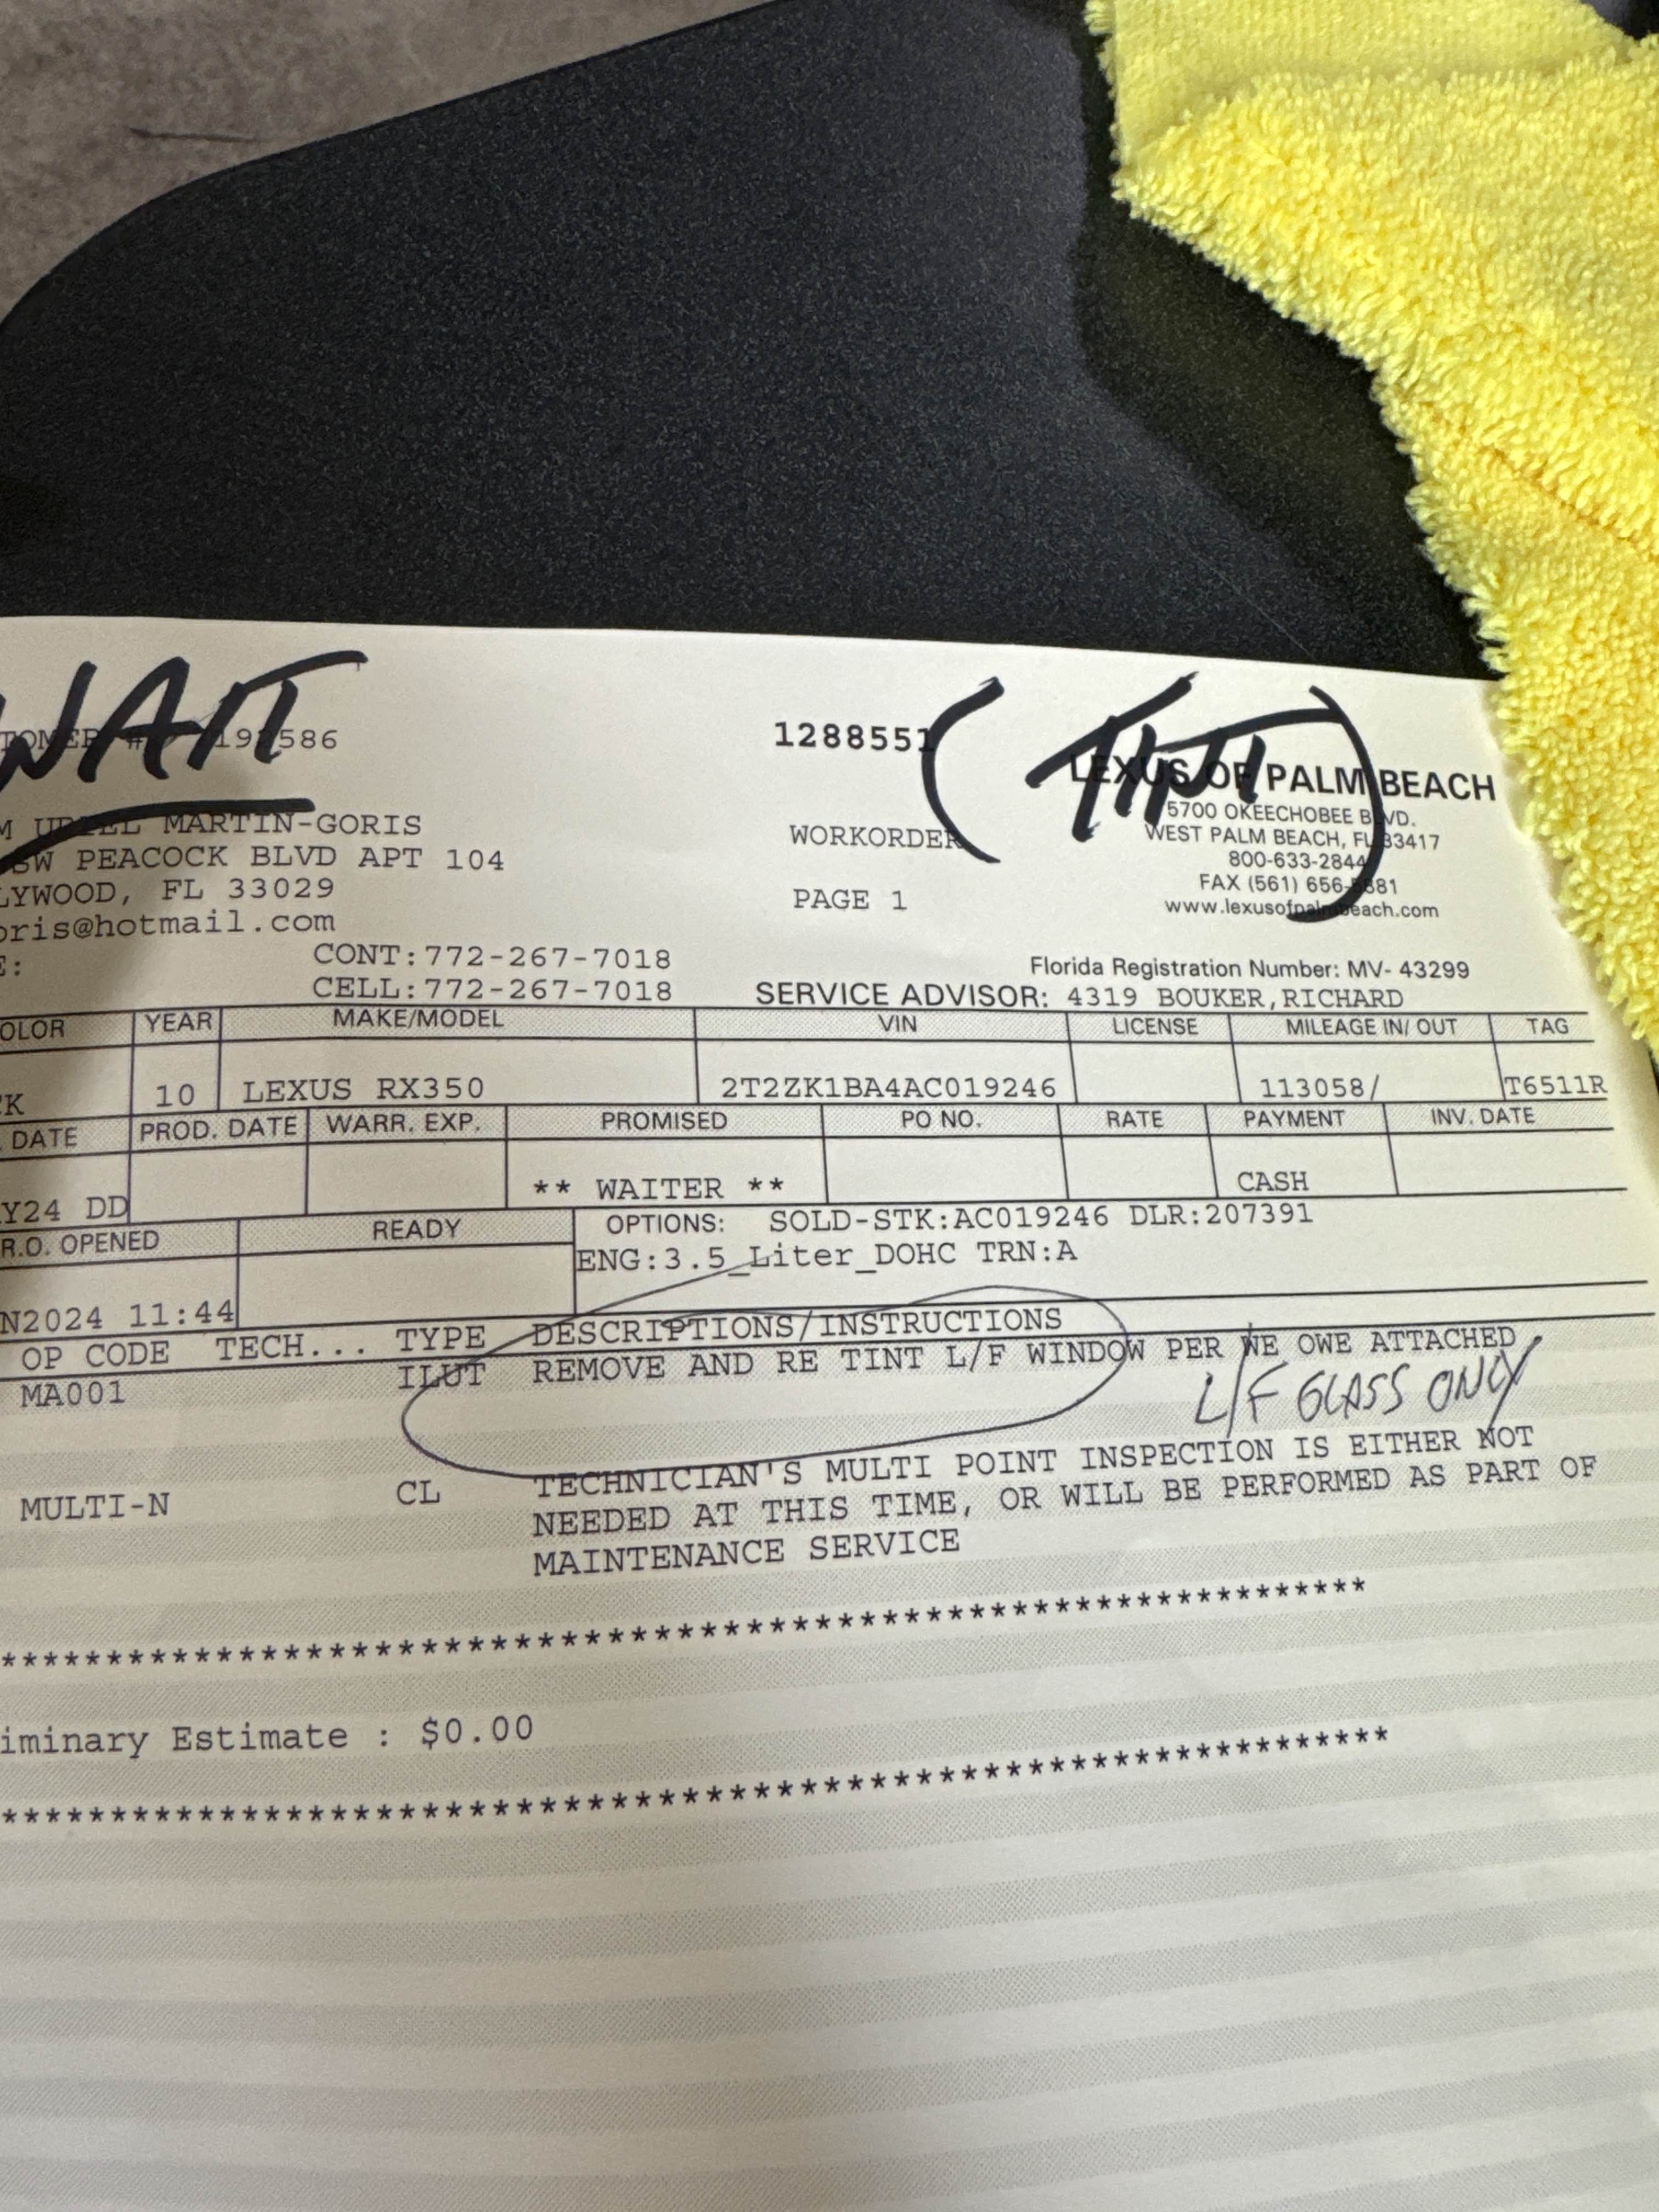 WAIT
(TINT)
1288551
LEXUS OF PALM BEACH
5700 OKEECHOBEE BLVD.
WEST PALM BEACH, FL 33417
800-633-2844
FAX (561) 656-
www.lexusofpalmbeach.com
MARTIN-GORIS
SW PEACOCK BLVD APT 104
LYWOOD, FL 33029
oris@hotmail.com
WORKORDER
PAGE 1
E:
CONT:772-267-7018
CELL:772-267-7018
Florida Registration Number: MV- 43299
SERVICE ADVISOR: 4319 BOUKER,RICHARD
OLOR YEAR MAKE/MODEL VIN LICENSE MILEAGE IN/ OUT TAG
CK 10 LEXUS RX350 2T2ZK1BA4AC019246 113058/ T6511R
DATE PROD. DATE WARR. EXP. PROMISED PO NO. RATE PAYMENT INV. DATE
Y24 DD ** WAITER ** CASH
R.O. OPENED READY OPTIONS: SOLD-STK:AC019246 DLR:207391
ENG:3.5_Liter_DOHC TRN:A
N2024 11:44
OP CODE TECH... TYPE DESCRIPTIONS/INSTRUCTIONS
MA001 ILUT REMOVE AND RE TINT L/F WINDOW PER WE OWE ATTACHED
L/F GLASS ONLY
MULTI-N CL TECHNICIAN'S MULTI POINT INSPECTION IS EITHER NOT
NEEDED AT THIS TIME, OR WILL BE PERFORMED AS PART OF
MAINTENANCE SERVICE
****************************************************************
iminary Estimate : $0.00
****************************************************************